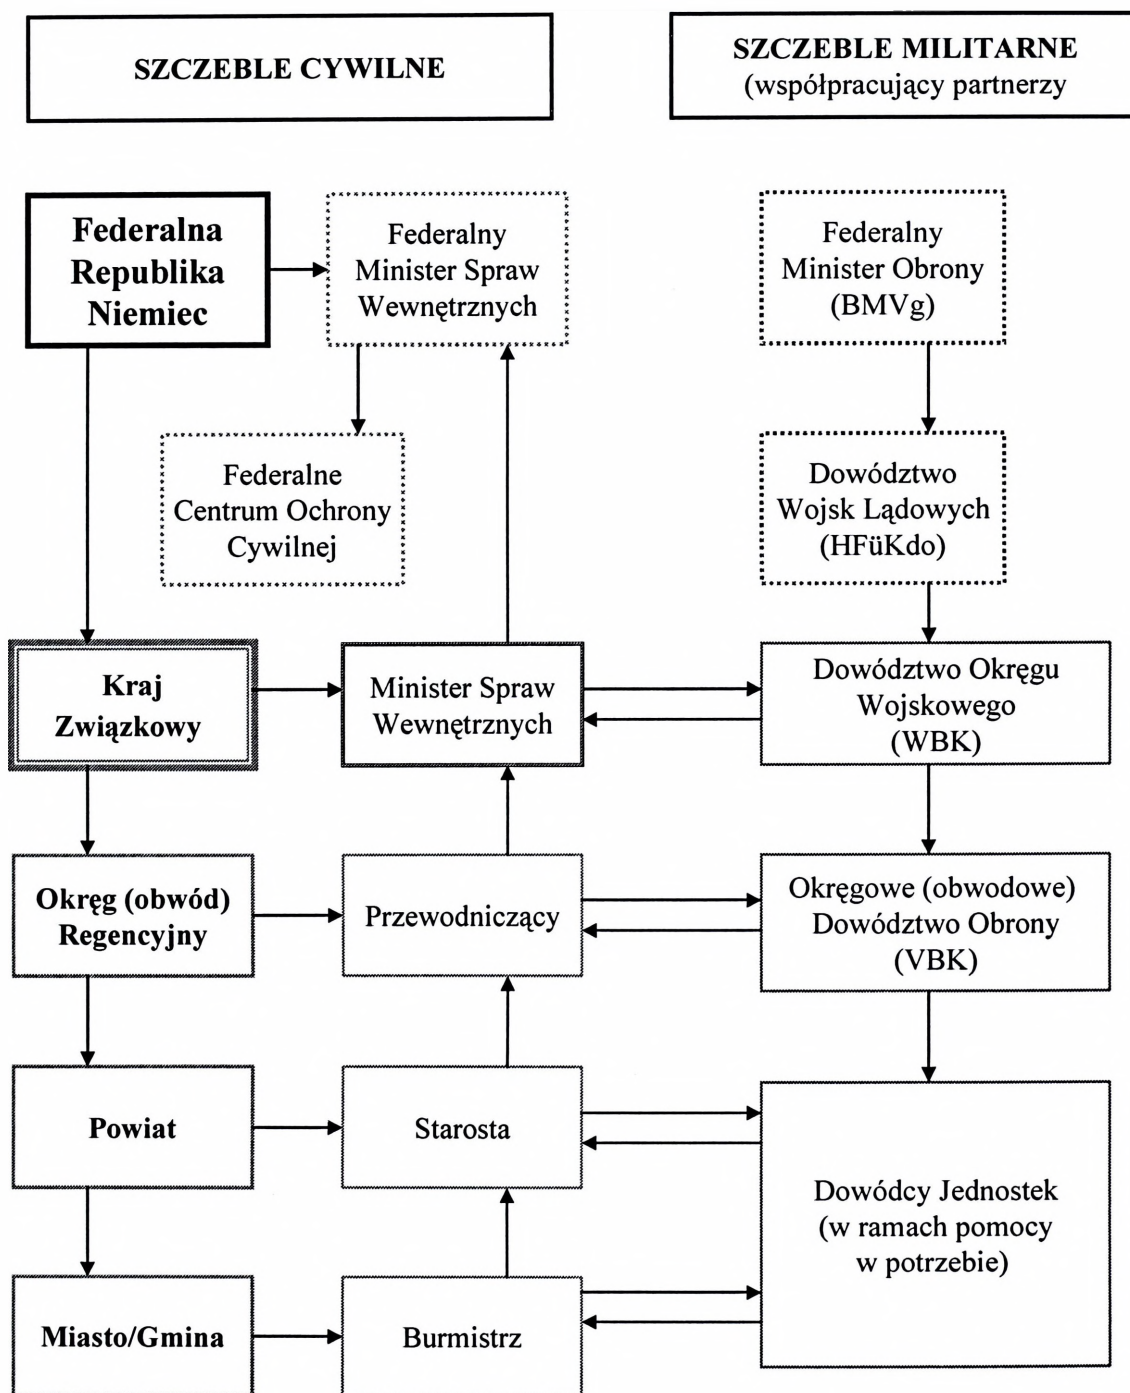 SZCZEBLE CYWILNE
SZCZEBLE MILITARNE
(współpracujący partnerzy
Federalna
Republika
Niemiec
Federalny
Minister Spraw
Wewnętrznych
Federalny
Minister Obrony
(BMVg)
Federalne
Centrum Ochrony
Cywilnej
Dowództwo
Wojsk Lądowych
(HFüKdo)
Kraj
Związkowy
Minister Spraw
Wewnętrznych
Dowództwo Okręgu
Wojskowego
(WBK)
Okręg (obwód)
Regencyjny
Przewodniczący
Okręgowe (obwodowe)
Dowództwo Obrony
(VBK)
Powiat
Starosta
Dowódcy Jednostek
(w ramach pomocy
w potrzebie)
Miasto/Gmina
Burmistrz